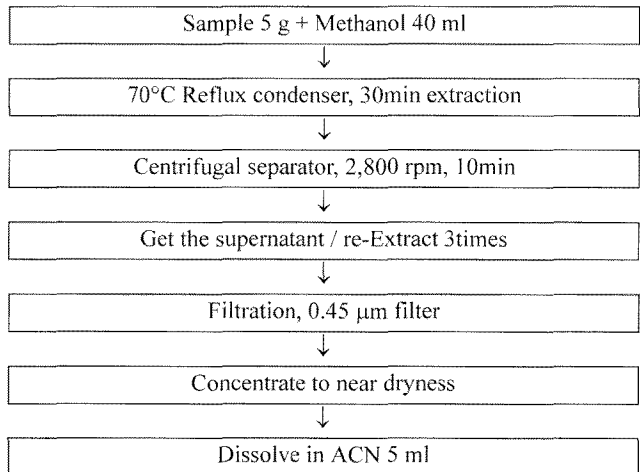 Sample 5 g + Methanol 40 ml
↓
70°C Reflux condenser, 30min extraction
↓
Centrifugal separator, 2,800 rpm, 10min
↓
Get the supernatant / re-Extract 3times
↓
Filtration, 0.45 μm filter
↓
Concentrate to near dryness
↓
Dissolve in ACN 5 ml